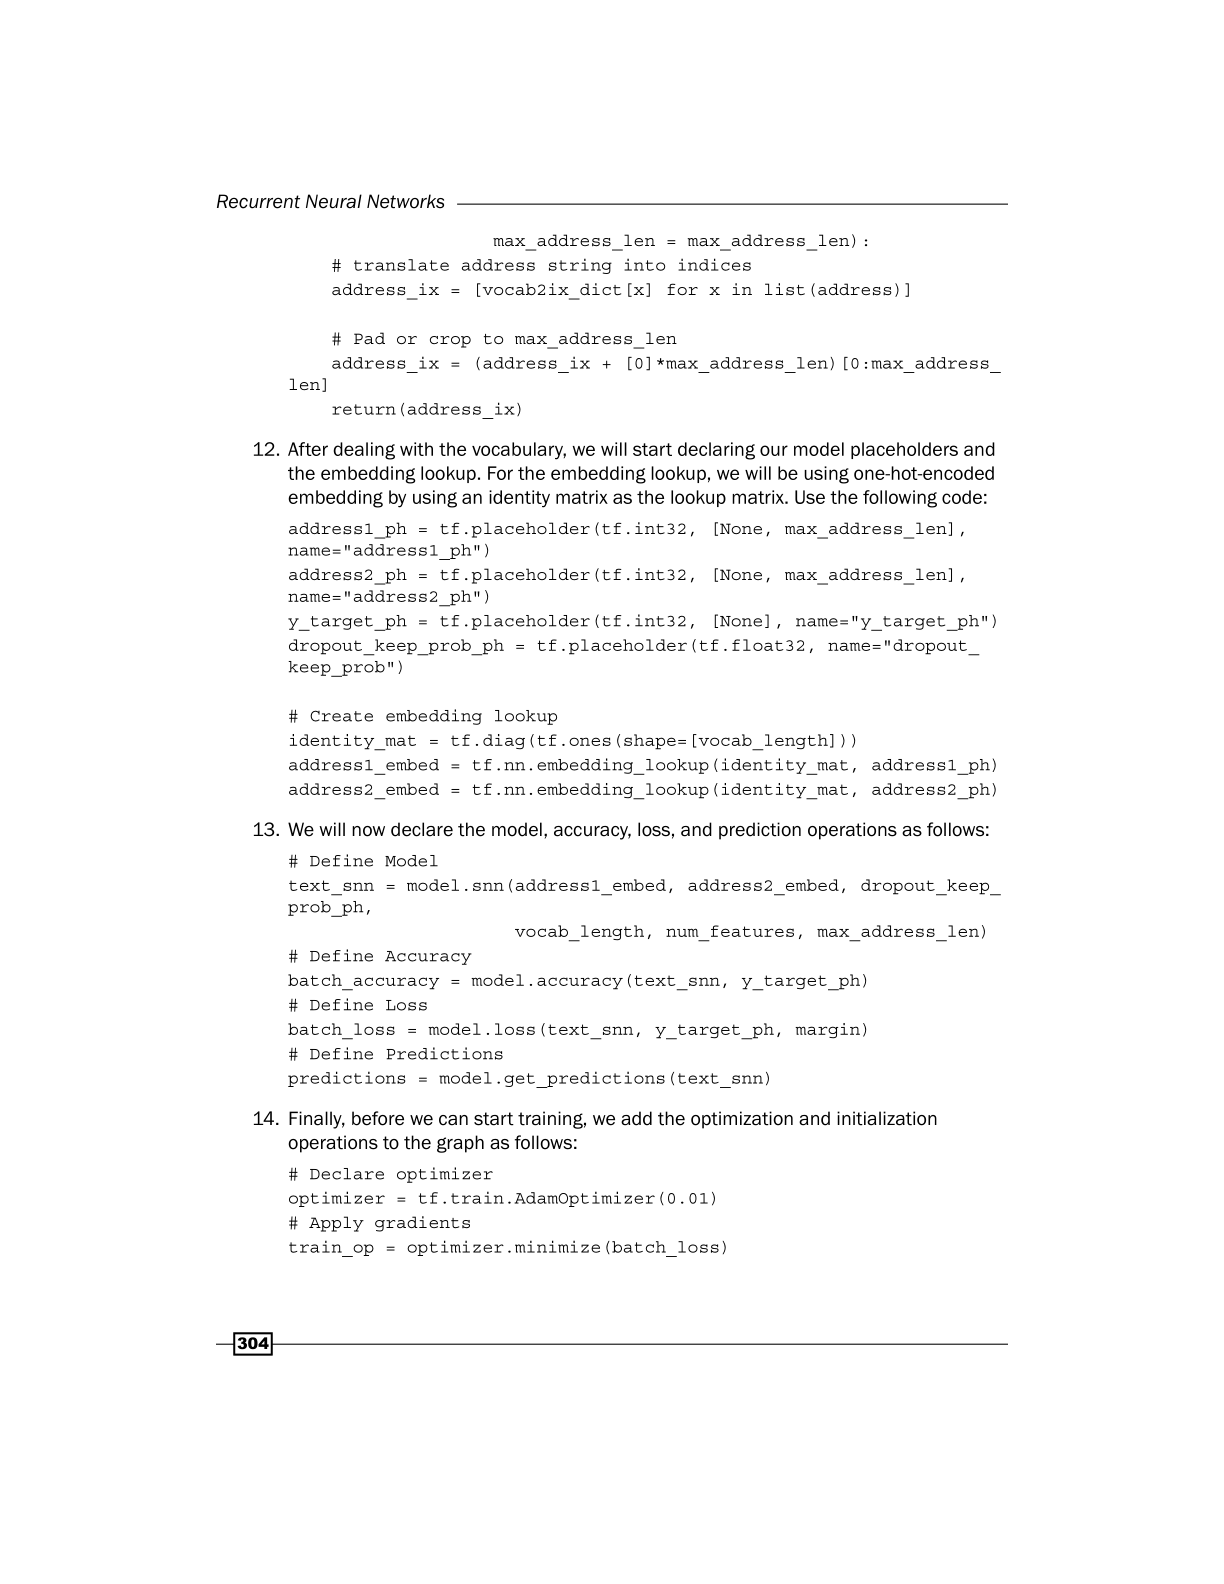 Recurrent Neural Networks
                   max_address_len = max_address_len):
    # translate address string into indices
    address_ix = [vocab2ix_dict[x] for x in list(address)]

    # Pad or crop to max_address_len
    address_ix = (address_ix + [0]*max_address_len)[0:max_address_
len]
    return(address_ix)
12. After dealing with the vocabulary, we will start declaring our model placeholders and
the embedding lookup. For the embedding lookup, we will be using one-hot-encoded
embedding by using an identity matrix as the lookup matrix. Use the following code:
address1_ph = tf.placeholder(tf.int32, [None, max_address_len],
name="address1_ph")
address2_ph = tf.placeholder(tf.int32, [None, max_address_len],
name="address2_ph")
y_target_ph = tf.placeholder(tf.int32, [None], name="y_target_ph")
dropout_keep_prob_ph = tf.placeholder(tf.float32, name="dropout_
keep_prob")

# Create embedding lookup
identity_mat = tf.diag(tf.ones(shape=[vocab_length]))
address1_embed = tf.nn.embedding_lookup(identity_mat, address1_ph)
address2_embed = tf.nn.embedding_lookup(identity_mat, address2_ph)
13. We will now declare the model, accuracy, loss, and prediction operations as follows:
# Define Model
text_snn = model.snn(address1_embed, address2_embed, dropout_keep_
prob_ph,
                     vocab_length, num_features, max_address_len)
# Define Accuracy
batch_accuracy = model.accuracy(text_snn, y_target_ph)
# Define Loss
batch_loss = model.loss(text_snn, y_target_ph, margin)
# Define Predictions
predictions = model.get_predictions(text_snn)
14. Finally, before we can start training, we add the optimization and initialization
operations to the graph as follows:
# Declare optimizer
optimizer = tf.train.AdamOptimizer(0.01)
# Apply gradients
train_op = optimizer.minimize(batch_loss)
304